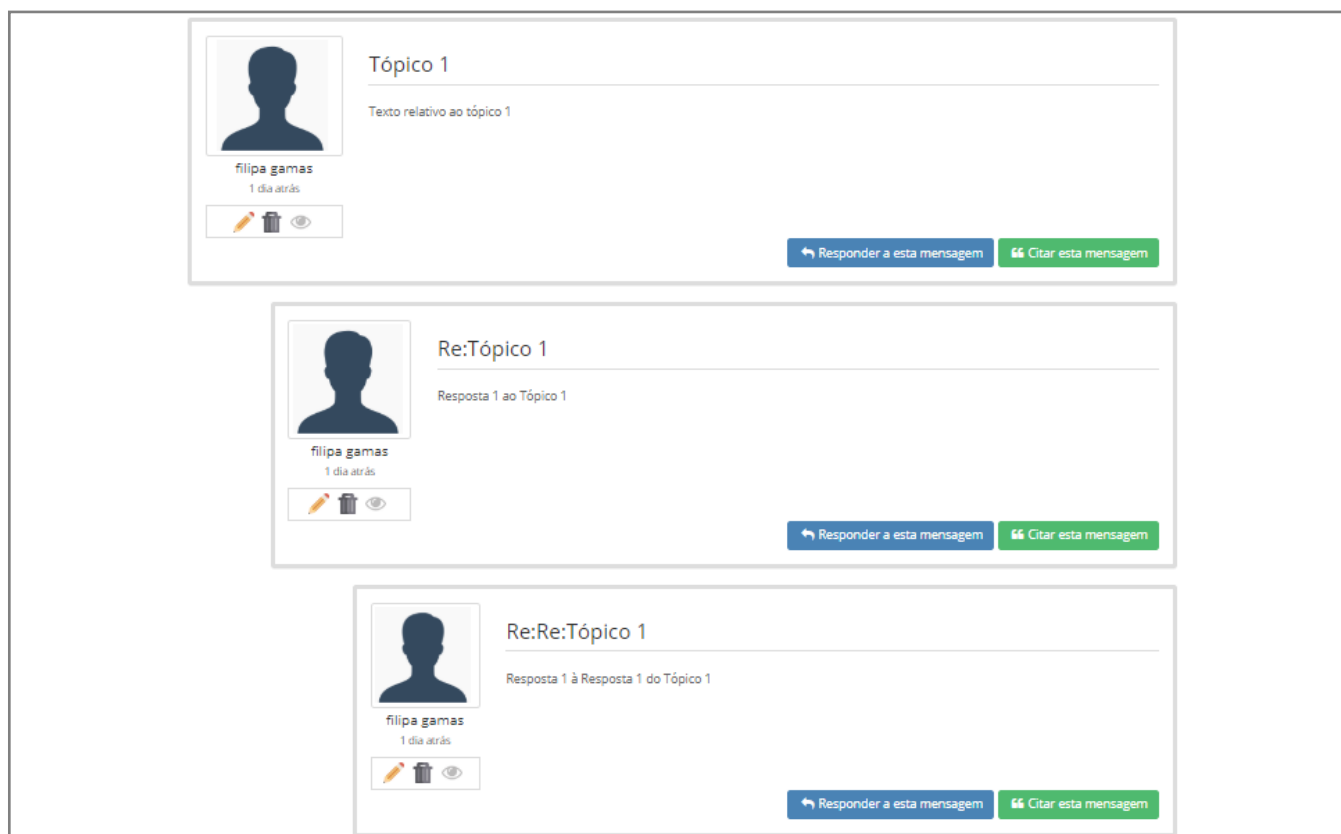 Tópico 1
Texto relativo ao tópico 1
filipa gamas
1 dia atrás
Responder a esta mensagem
Citar esta mensagem
Re:Tópico 1
Resposta 1 ao Tópico 1
filipa gamas
1 dia atrás
Responder a esta mensagem
Citar esta mensagem
Re:Re:Tópico 1
Resposta 1 à Resposta 1 do Tópico 1
filipa gamas
1 dia atrás
Responder a esta mensagem
Citar esta mensagem